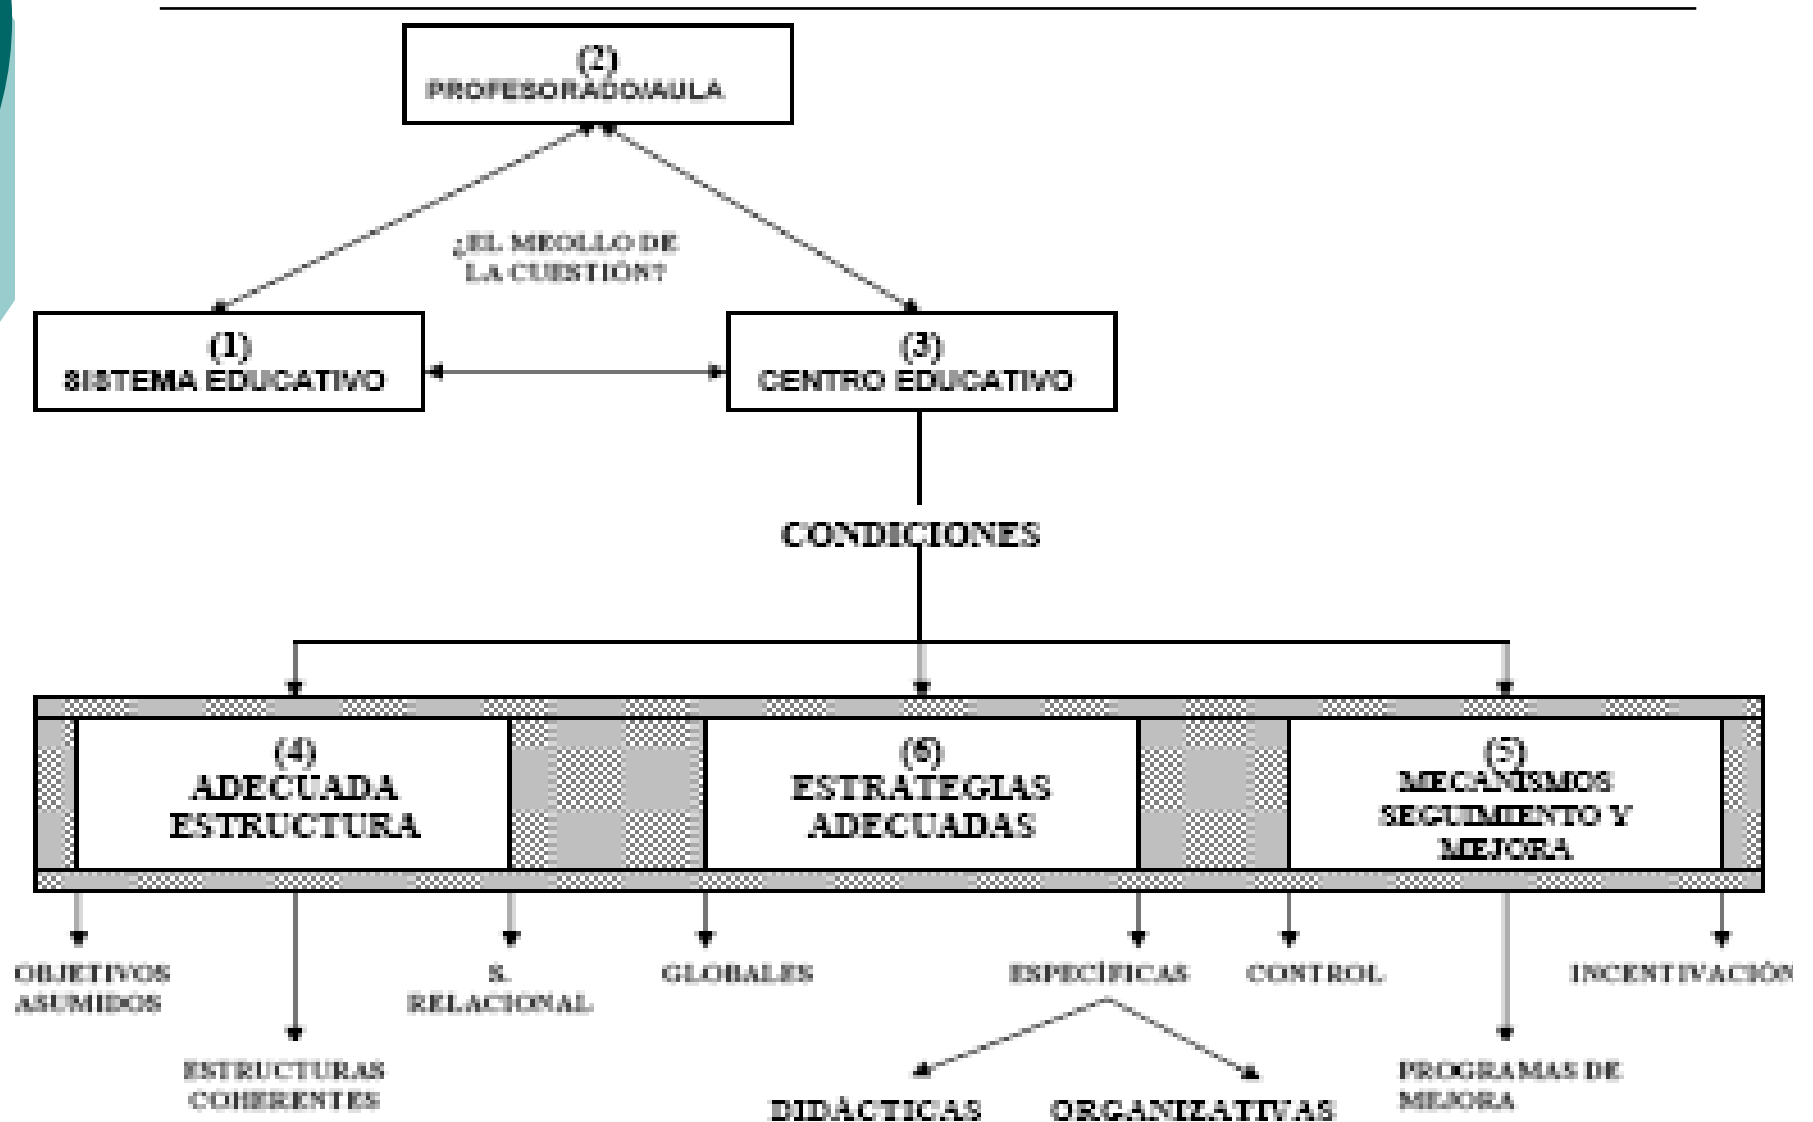 (2)
PROFESORADO/AULA
¿EL MEOLLO DE
LA CUESTIÓN?
(1)
SISTEMA EDUCATIVO
(3)
CENTRO EDUCATIVO
CONDICIONES
(4)
ADECUADA
ESTRUCTURA
(6)
ESTRATEGIAS
ADECUADAS
(5)
MECANISMOS
SEGUIMIENTO Y
MEJORA
OBJETIVOS
ASUMIDOS
S.
RELACIONAL
GLOBALES
ESPECÍFICAS
CONTROL
INCENTIVACIÓN
ESTRUCTURAS
COHERENTES
PROGRAMAS DE
MEJORA
DIDÁCTICAS
ORGANIZATIVAS